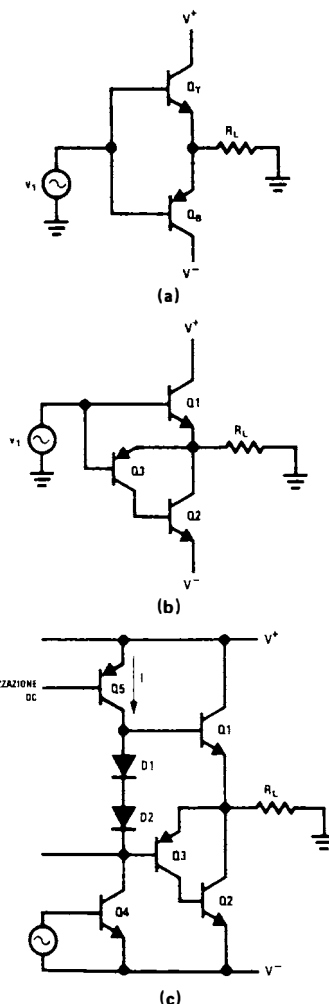 V+
QY
RL
v1
QB
V−
(a)
V+
v1
Q1
RL
Q3
Q2
V−
(b)
V+
Q5
I
ZZAZIONE
DC
Q1
D1
RL
D2
Q3
Q4
Q2
V−
(c)